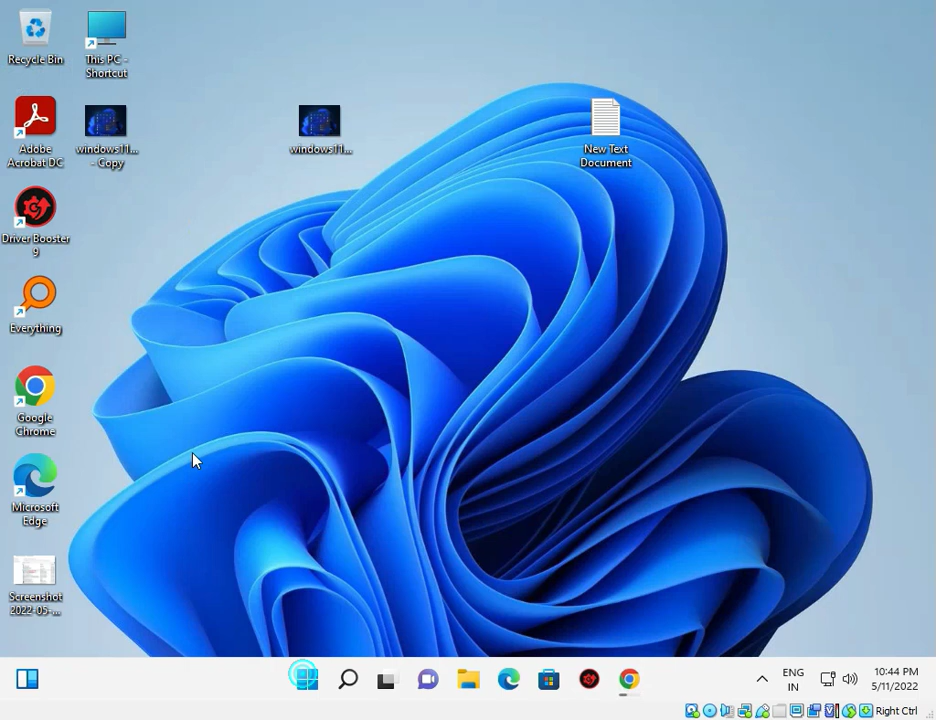 Recycle Bin
This PC -
Shortcut
Adobe
Acrobat DC
windows11...
- Copy
windows11...
New Text
Document
Driver Booster
9
Everything
Google
Chrome
Microsoft
Edge
Screenshot
2022-05-...
ENG
IN
10:44 PM
5/11/2022
Right Ctrl